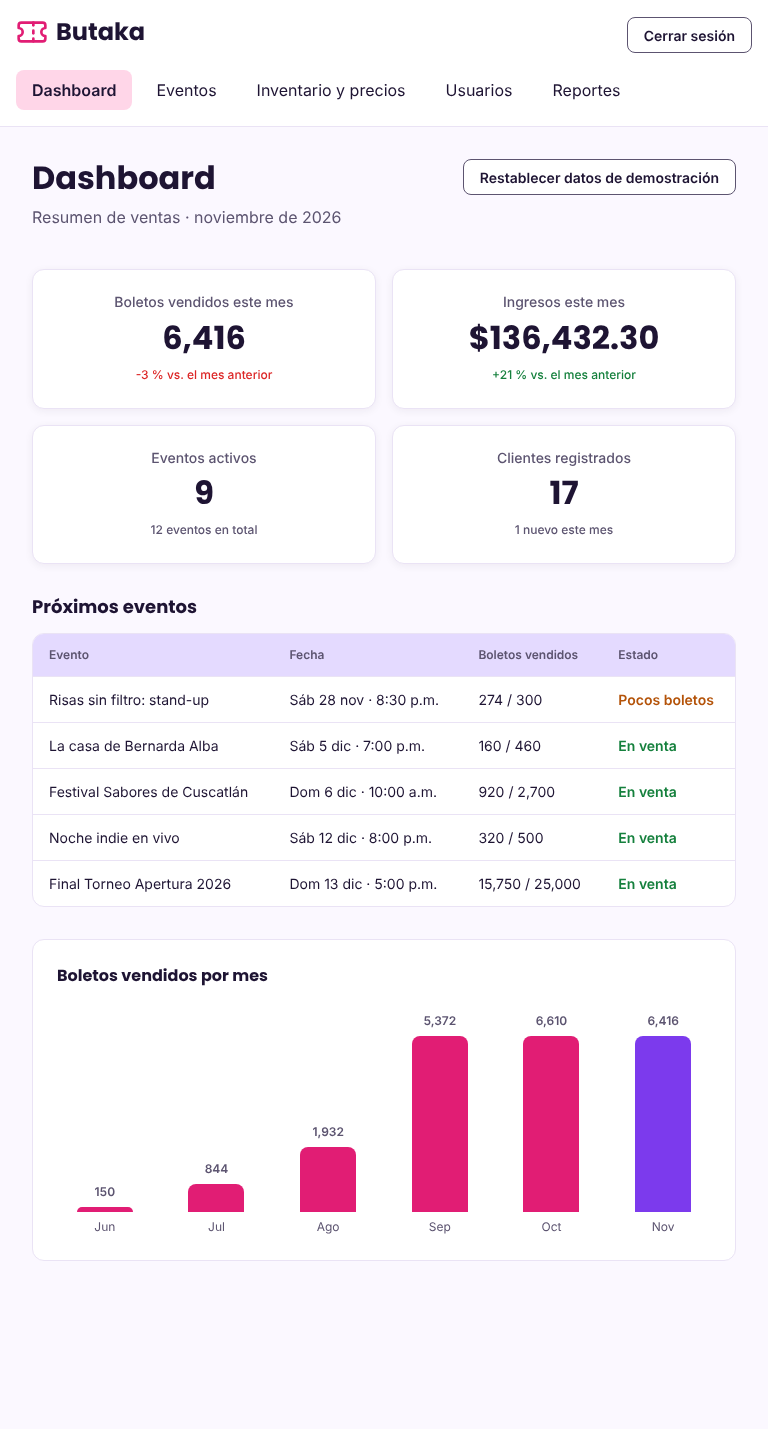 Butaka
Cerrar sesión
Dashboard Eventos Inventario y precios Usuarios Reportes
Dashboard
Restablecer datos de demostración
Resumen de ventas · noviembre de 2026
Boletos vendidos este mes
6,416
-3 % vs. el mes anterior
Ingresos este mes
$136,432.30
+21 % vs. el mes anterior
Eventos activos
9
12 eventos en total
Clientes registrados
17
1 nuevo este mes
Próximos eventos
Evento Fecha Boletos vendidos Estado
Risas sin filtro: stand-up Sáb 28 nov · 8:30 p.m. 274 / 300 Pocos boletos
La casa de Bernarda Alba Sáb 5 dic · 7:00 p.m. 160 / 460 En venta
Festival Sabores de Cuscatlán Dom 6 dic · 10:00 a.m. 920 / 2,700 En venta
Noche indie en vivo Sáb 12 dic · 8:00 p.m. 320 / 500 En venta
Final Torneo Apertura 2026 Dom 13 dic · 5:00 p.m. 15,750 / 25,000 En venta
Boletos vendidos por mes
150 844 1,932 5,372 6,610 6,416
Jun Jul Ago Sep Oct Nov